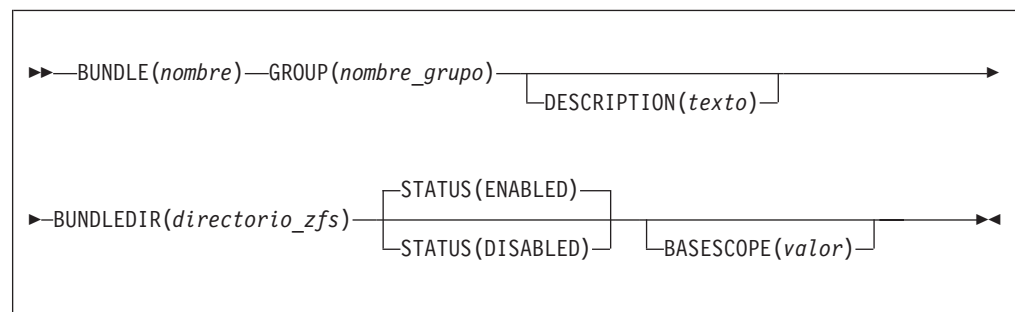 BUNDLE(nombre) GROUP(nombre_grupo)
DESCRIPTION(texto)
STATUS(ENABLED)
BUNDLEDIR(directorio_zfs)
STATUS(DISABLED)
BASESCOPE(valor)